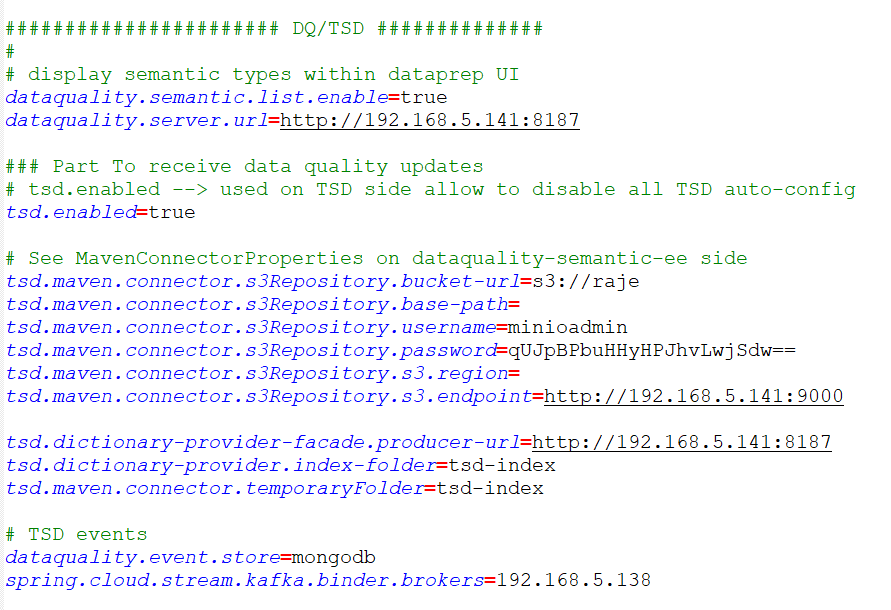 ####################### DQ/TSD ##############
#
# display semantic types within dataprep UI
dataquality.semantic.list.enable=true
dataquality.server.url=http://192.168.5.141:8187
### Part To receive data quality updates
# tsd.enabled --> used on TSD side allow to disable all TSD auto-config
tsd.enabled=true
# See MavenConnectorProperties on dataquality-semantic-ee side
tsd.maven.connector.s3Repository.bucket-url=s3://raje
tsd.maven.connector.s3Repository.base-path=
tsd.maven.connector.s3Repository.username=minioadmin
tsd.maven.connector.s3Repository.password=qUJpBPbuHHyHPJhvLwjSdw==
tsd.maven.connector.s3Repository.s3.region=
tsd.maven.connector.s3Repository.s3.endpoint=http://192.168.5.141:9000
tsd.dictionary-provider-facade.producer-url=http://192.168.5.141:8187
tsd.dictionary-provider.index-folder=tsd-index
tsd.maven.connector.temporaryFolder=tsd-index
# TSD events
dataquality.event.store=mongodb
spring.cloud.stream.kafka.binder.brokers=192.168.5.138